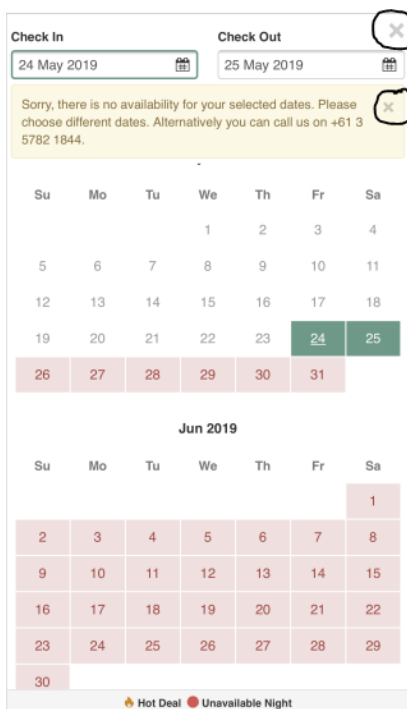 Check In Check Out ×
24 May 2019 25 May 2019
Sorry, there is no availability for your selected dates. Please ×
choose different dates. Alternatively you can call us on +61 3
5782 1844.
Su Mo Tu We Th Fr Sa
1 2 3 4
5 6 7 8 9 10 11
12 13 14 15 16 17 18
19 20 21 22 23 24 25
26 27 28 29 30 31
Jun 2019
Su Mo Tu We Th Fr Sa
1
2 3 4 5 6 7 8
9 10 11 12 13 14 15
16 17 18 19 20 21 22
23 24 25 26 27 28 29
30
Hot Deal Unavailable Night